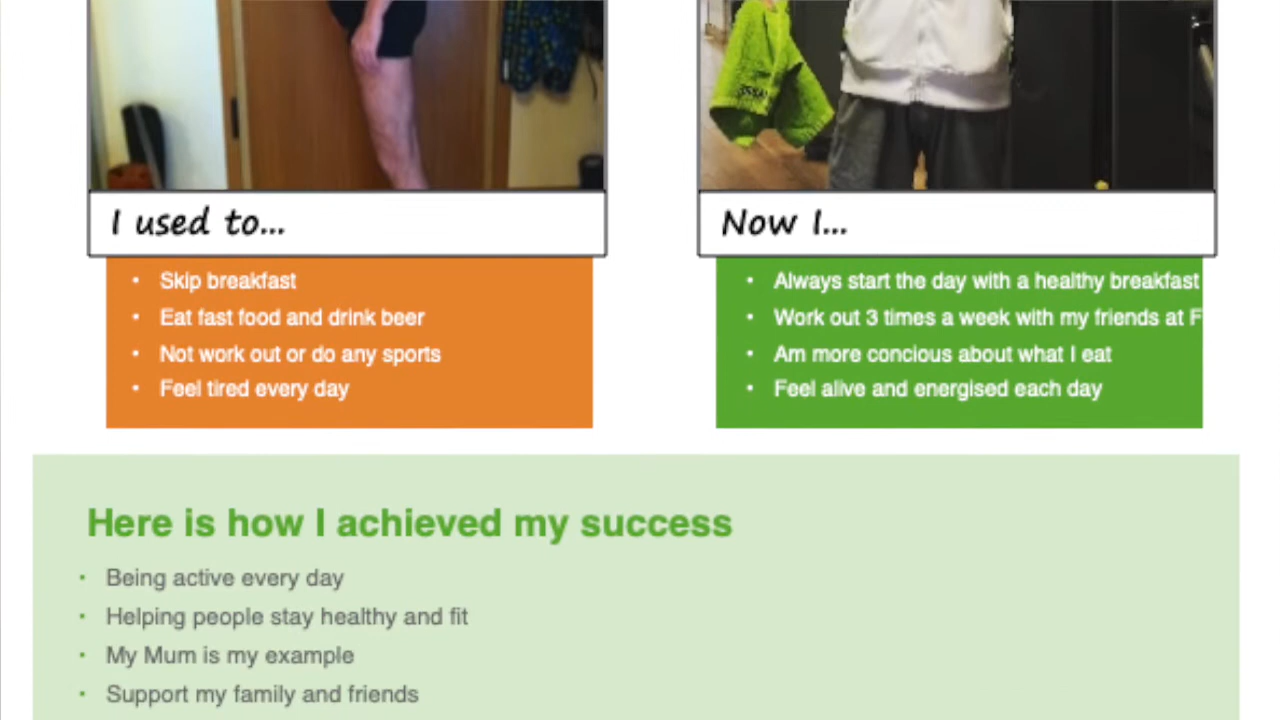 I used to...
Skip breakfast
Eat fast food and drink beer
Not work out or do any sports
Feel tired every day
Now I...
Always start the day with a healthy breakfast
Work out 3 times a week with my friends at F
Am more concious about what I eat
Feel alive and energised each day
Here is how I achieved my success
Being active every day
Helping people stay healthy and fit
My Mum is my example
Support my family and friends